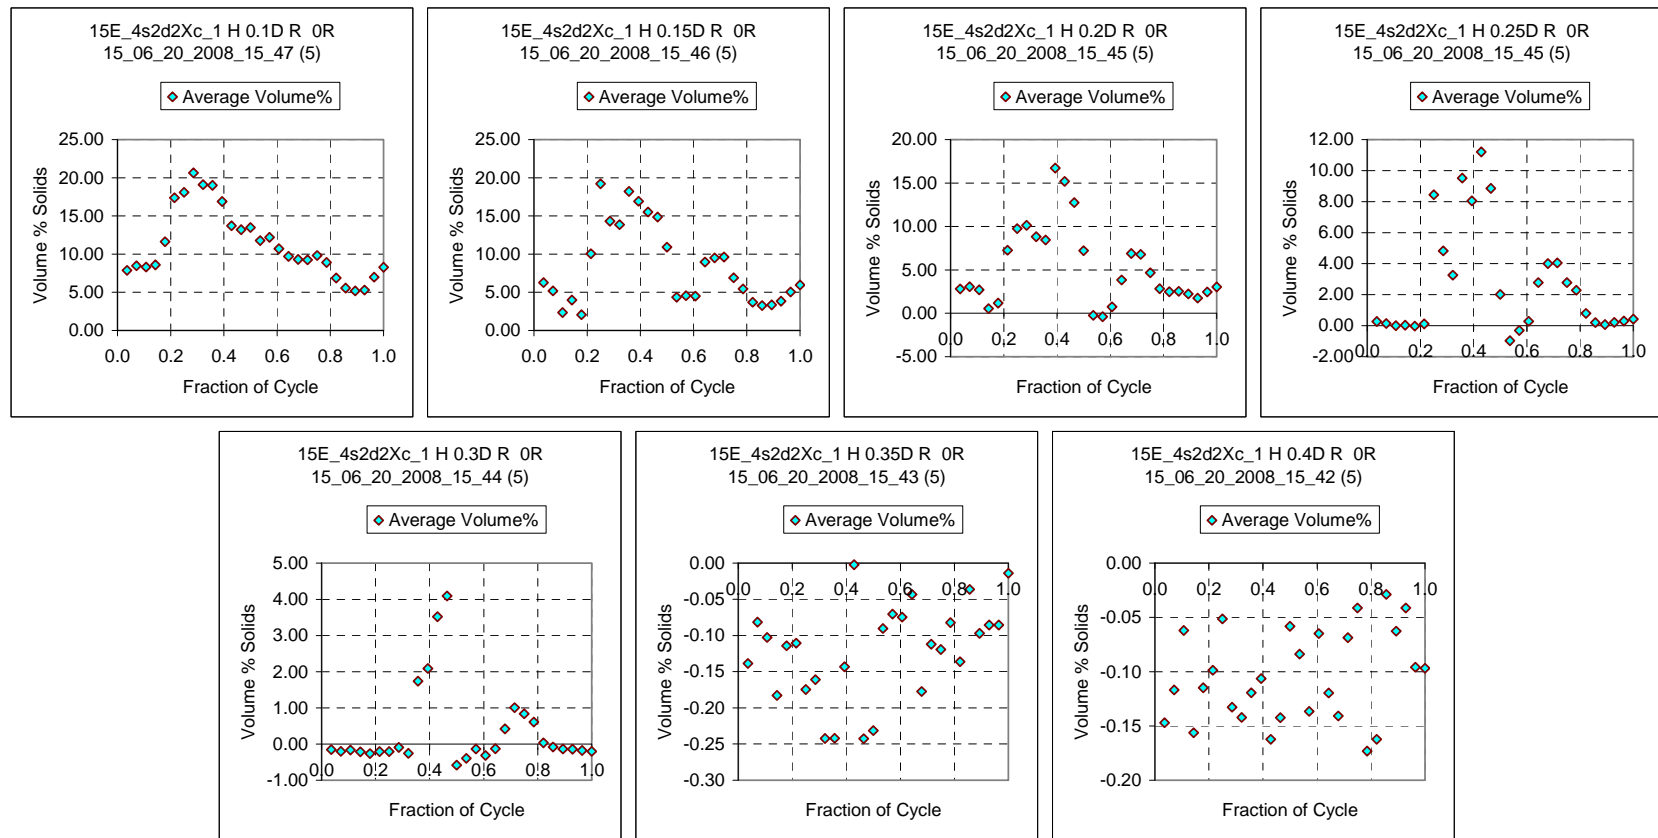 15E_4s2d2Xc_1 H 0.1D R  0R
15_06_20_2008_15_47 (5)
Average Volume%
25.00
20.00
15.00
10.00
5.00
0.00
Volume % Solids
0.0 0.2 0.4 0.6 0.8 1.0
Fraction of Cycle
15E_4s2d2Xc_1 H 0.15D R  0R
15_06_20_2008_15_46 (5)
Average Volume%
25.00
20.00
15.00
10.00
5.00
0.00
Volume % Solids
0.0 0.2 0.4 0.6 0.8 1.0
Fraction of Cycle
15E_4s2d2Xc_1 H 0.2D R  0R
15_06_20_2008_15_45 (5)
Average Volume%
20.00
15.00
10.00
5.00
0.00
-5.00
Volume % Solids
0.0 0.2 0.4 0.6 0.8 1.0
Fraction of Cycle
15E_4s2d2Xc_1 H 0.25D R  0R
15_06_20_2008_15_45 (5)
Average Volume%
12.00
10.00
8.00
6.00
4.00
2.00
0.00
-2.00
Volume % Solids
0.0 0.2 0.4 0.6 0.8 1.0
Fraction of Cycle
15E_4s2d2Xc_1 H 0.3D R  0R
15_06_20_2008_15_44 (5)
Average Volume%
5.00
4.00
3.00
2.00
1.00
0.00
-1.00
Volume % Solids
0.0 0.2 0.4 0.6 0.8 1.0
Fraction of Cycle
15E_4s2d2Xc_1 H 0.35D R  0R
15_06_20_2008_15_43 (5)
Average Volume%
0.00
-0.05
-0.10
-0.15
-0.20
-0.25
-0.30
Volume % Solids
0.0 0.2 0.4 0.6 0.8 1.0
Fraction of Cycle
15E_4s2d2Xc_1 H 0.4D R  0R
15_06_20_2008_15_42 (5)
Average Volume%
0.00
-0.05
-0.10
-0.15
-0.20
Volume % Solids
0.0 0.2 0.4 0.6 0.8 1.0
Fraction of Cycle